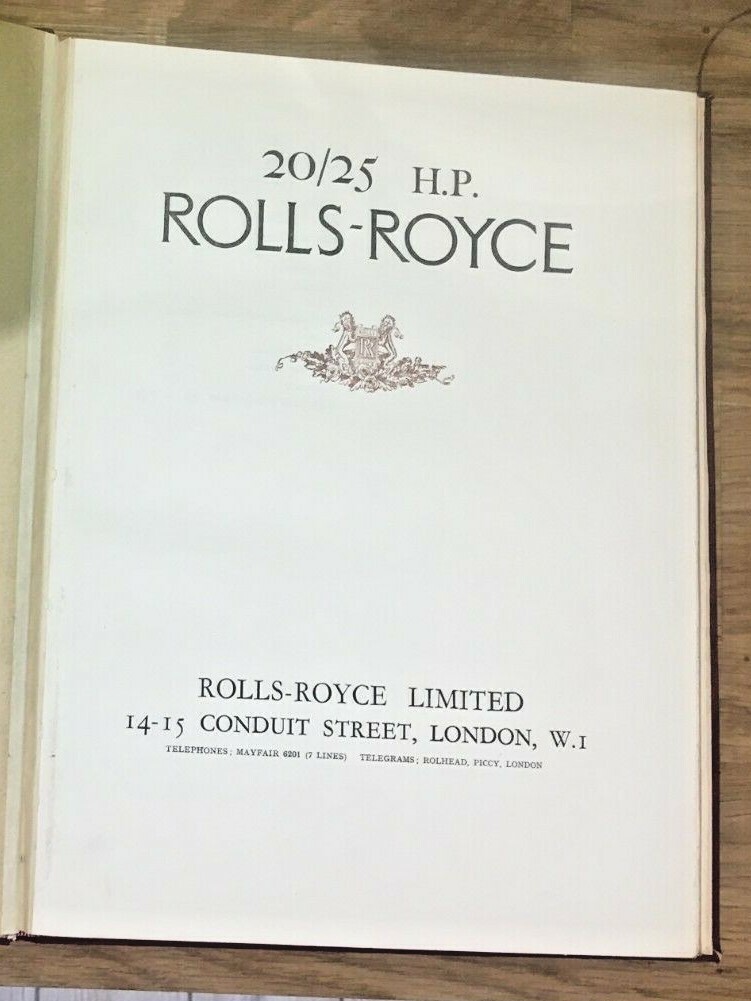 20/25 H.P.
ROLLS-ROYCE
RR
ROLLS-ROYCE LIMITED
14-15 CONDUIT STREET, LONDON, W.1
TELEPHONES; MAYFAIR 6201 (7 LINES) TELEGRAMS; ROLHEAD, PICCY, LONDON